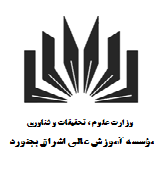 وزارت علوم ، تحقیقات و فناوری
مؤسسه آموزش عالی اشراق بجنورد